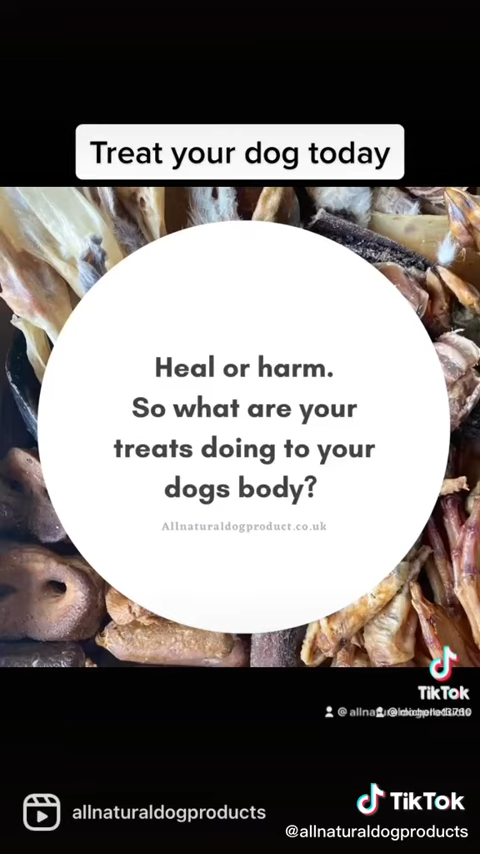 Treat your dog today
Heal or harm.
So what are your
treats doing to your
dogs body?
Allnaturaldogproduct.co.uk
TikTok
allnaturaldogproducts
TikTok
@allnaturaldogproducts